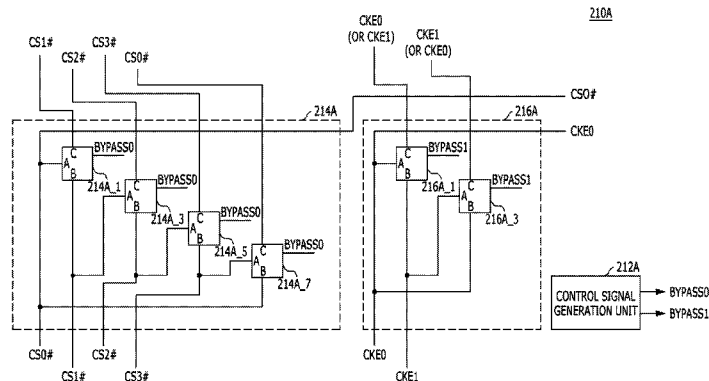 210A
CS1#
CS2#
CS3#
CS0#
CKE0
(OR CKE1)
CKE1
(OR CKE0)
CSO#
214A
216A
CKE0
C
A
B
BYPASS0
214A_1
C
A
B
BYPASS0
214A_3
C
A
B
BYPASS0
214A_5
C
A
B
BYPASS0
214A_7
C
A
B
BYPASS1
216A_1
C
A
B
BYPASS1
216A_3
212A
CONTROL SIGNAL
GENERATION UNIT
BYPASS0
BYPASS1
CS0#
CS1#
CS2#
CS3#
CKE0
CKE1